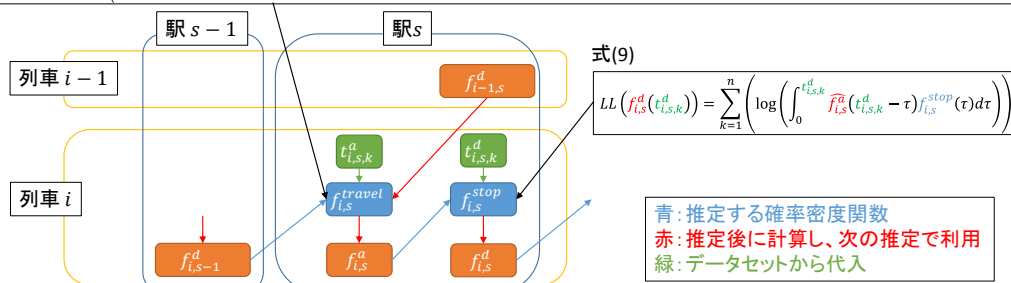 駅 s − 1
駅s
列車 i − 1
f^d_{i−1,s}
式(9)
LL(f^d_{i,s}(t^d_{i,s,k})) = \sum_{k=1}^{n} ( log ( \int_0^{t^d_{i,s,k}} \widehat{f^a_{i,s}}(t^d_{i,s,k} − τ) f^{stop}_{i,s}(τ)dτ ) )
t^a_{i,s,k}
t^d_{i,s,k}
列車 i
f^{travel}_{i,s}
f^{stop}_{i,s}
f^d_{i,s−1}
f^a_{i,s}
f^d_{i,s}
青：推定する確率密度関数
赤：推定後に計算し、次の推定で利用
緑：データセットから代入